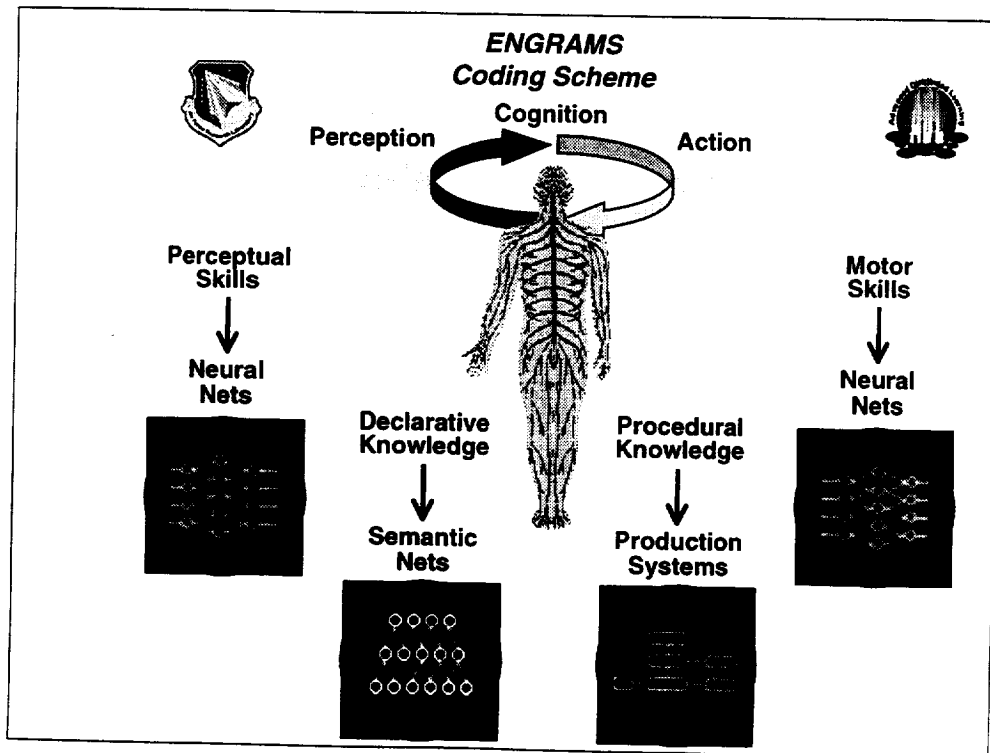 ENGRAMS
Coding Scheme
Cognition
Perception
Action
Perceptual
Skills
Neural
Nets
Declarative
Knowledge
Semantic
Nets
Procedural
Knowledge
Production
Systems
Motor
Skills
Neural
Nets